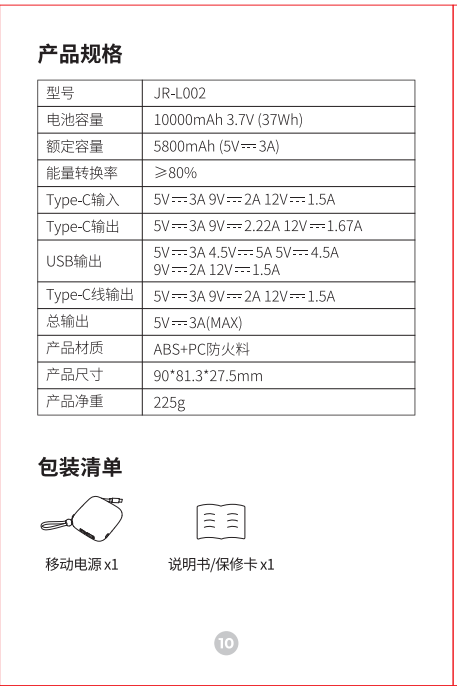 产品规格
型号 JR-L002
电池容量 10000mAh 3.7V (37Wh)
额定容量 5800mAh (5V⎓3A)
能量转换率 ≥80%
Type-C输入 5V⎓3A 9V⎓2A 12V⎓1.5A
Type-C输出 5V⎓3A 9V⎓2.22A 12V⎓1.67A
USB输出 5V⎓3A 4.5V⎓5A 5V⎓4.5A
9V⎓2A 12V⎓1.5A
Type-C线输出 5V⎓3A 9V⎓2A 12V⎓1.5A
总输出 5V⎓3A(MAX)
产品材质 ABS+PC防火料
产品尺寸 90*81.3*27.5mm
产品净重 225g
包装清单
移动电源 x1 说明书/保修卡 x1
10